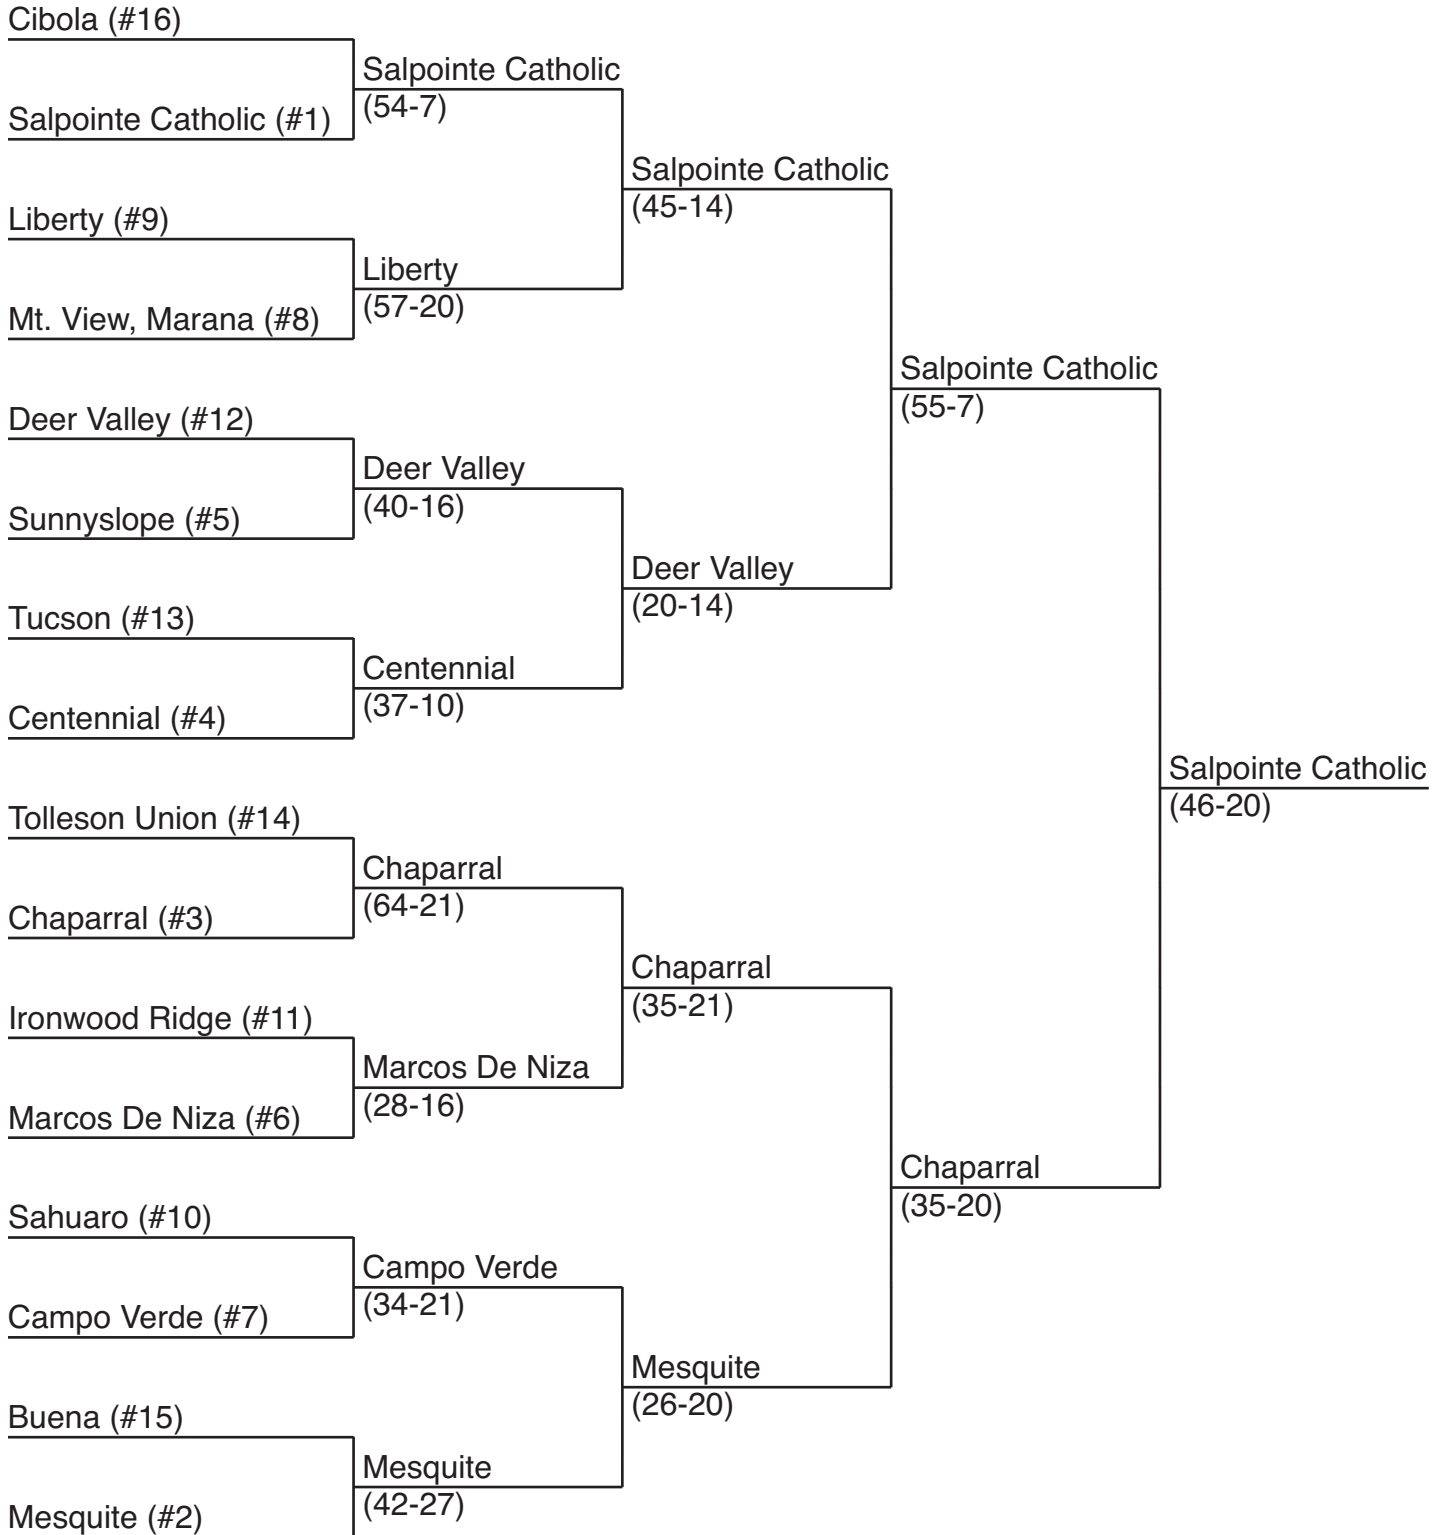 Cibola (#16)
Salpointe Catholic
(54-7)
Salpointe Catholic (#1)
Salpointe Catholic
(45-14)
Liberty (#9)
Liberty
(57-20)
Mt. View, Marana (#8)
Salpointe Catholic
(55-7)
Deer Valley (#12)
Deer Valley
(40-16)
Sunnyslope (#5)
Deer Valley
(20-14)
Tucson (#13)
Centennial
(37-10)
Centennial (#4)
Salpointe Catholic
(46-20)
Tolleson Union (#14)
Chaparral
(64-21)
Chaparral (#3)
Chaparral
(35-21)
Ironwood Ridge (#11)
Marcos De Niza
(28-16)
Marcos De Niza (#6)
Chaparral
(35-20)
Sahuaro (#10)
Campo Verde
(34-21)
Campo Verde (#7)
Mesquite
(26-20)
Buena (#15)
Mesquite
(42-27)
Mesquite (#2)